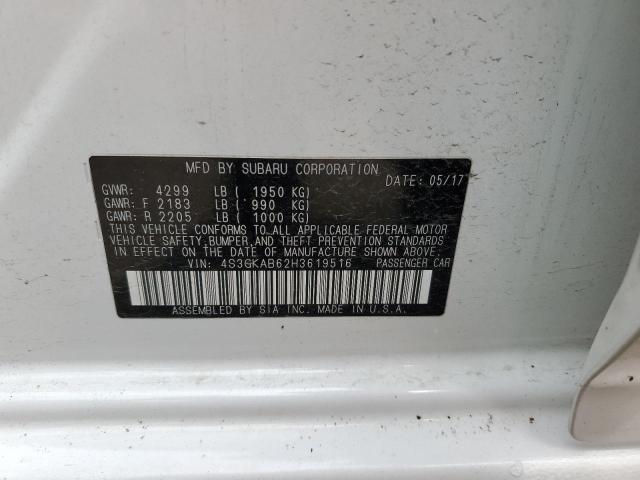 MFD BY SUBARU CORPORATION
DATE: 05/17
GVWR: 4299 LB ( 1950 KG)
GAWR: F 2183 LB ( 990 KG)
GAWR: R 2205 LB ( 1000 KG)
THIS VEHICLE CONFORMS TO ALL APPLICABLE FEDERAL MOTOR
VEHICLE SAFETY, BUMPER, AND THEFT PREVENTION STANDARDS
IN EFFECT ON THE DATE OF MANUFACTURE SHOWN ABOVE.
VIN: 4S3GKAB62H3619516 PASSENGER CAR
ASSEMBLED BY SIA INC. MADE IN U.S.A.